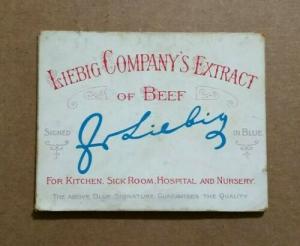 LIEBIG COMPANY'S EXTRACT
OF BEEF
SIGNED
Jv Liebig
IN BLUE
FOR KITCHEN, SICK ROOM, HOSPITAL AND NURSERY.
THE ABOVE BLUE SIGNATURE GUARANTEES THE QUALITY